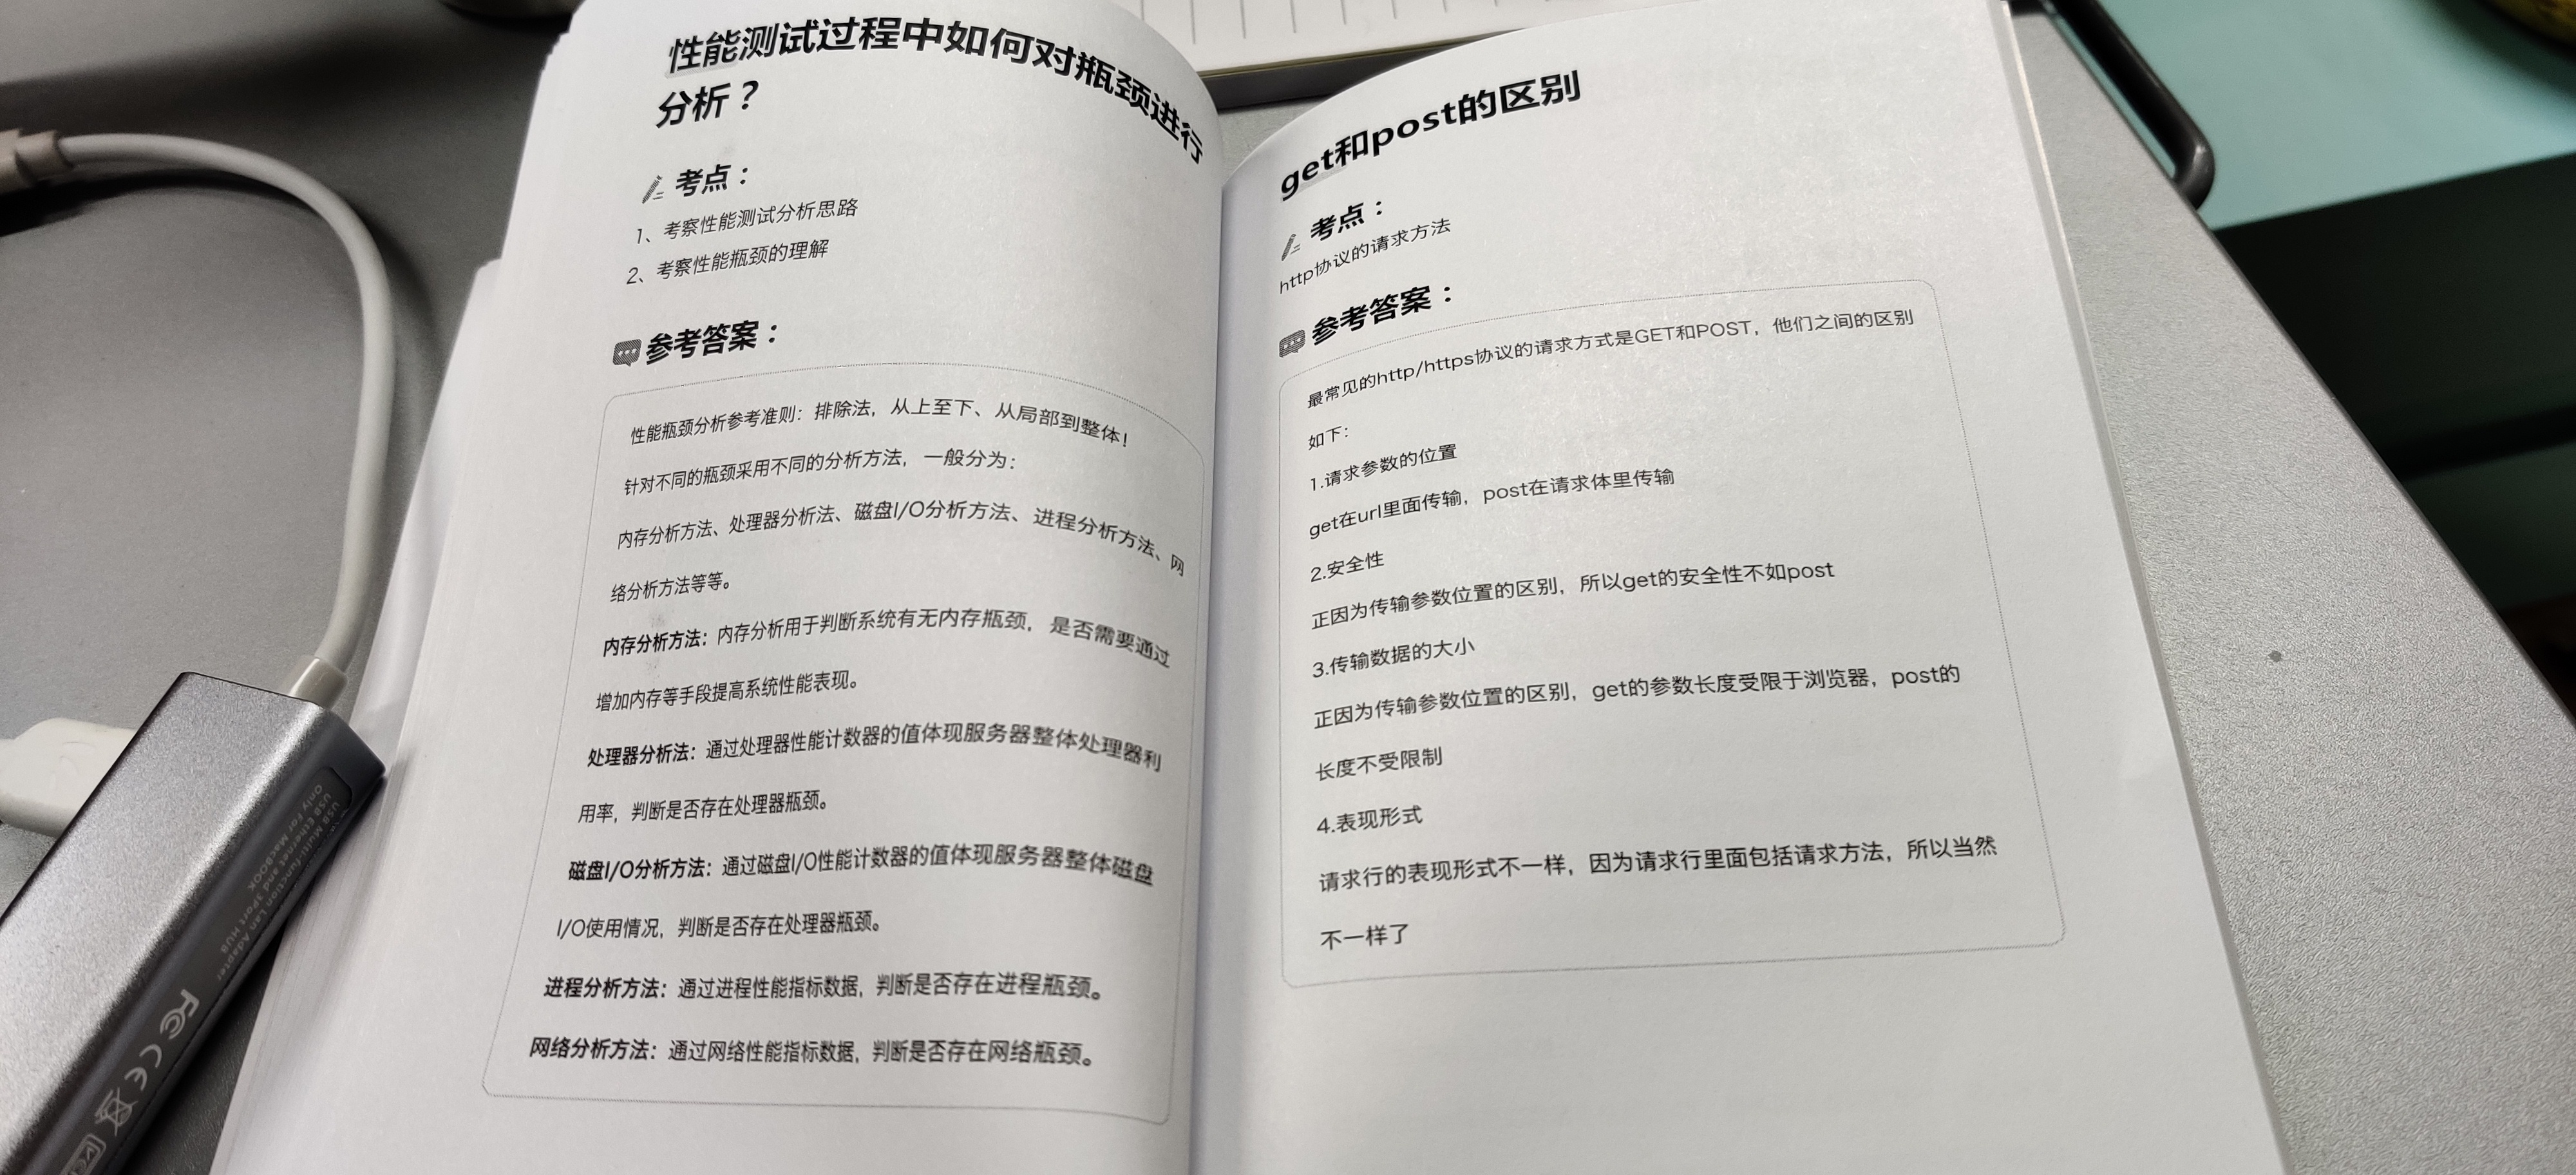 性能测试过程中如何对瓶颈进行
分析？
考点：
1、考察性能测试分析思路
2、考察性能瓶颈的理解
参考答案：
性能瓶颈分析参考准则：排除法，从上至下、从局部到整体！
针对不同的瓶颈采用不同的分析方法，一般分为：
内存分析方法、处理器分析法、磁盘I/O分析方法、进程分析方法、网
络分析方法等等。
内存分析方法：内存分析用于判断系统有无内存瓶颈，是否需要通过
增加内存等手段提高系统性能表现。
处理器分析法：通过处理器性能计数器的值体现服务器整体处理器利
用率，判断是否存在处理器瓶颈。
磁盘I/O分析方法：通过磁盘I/O性能计数器的值体现服务器整体磁盘
I/O使用情况，判断是否存在处理器瓶颈。
进程分析方法：通过进程性能指标数据，判断是否存在进程瓶颈。
网络分析方法：通过网络性能指标数据，判断是否存在网络瓶颈。
get和post的区别
考点：
http协议的请求方法
参考答案：
最常见的http/https协议的请求方式是GET和POST，他们之间的区别
如下：
1.请求参数的位置
get在url里面传输，post在请求体里传输
2.安全性
正因为传输参数位置的区别，所以get的安全性不如post
3.传输数据的大小
正因为传输参数位置的区别，get的参数长度受限于浏览器，post的
长度不受限制
4.表现形式
请求行的表现形式不一样，因为请求行里面包括请求方法，所以当然
不一样了
USB Multi-function Lan Adapter
USB Ethernet and 3Port HUB
Only For MacBOOK
FC CE